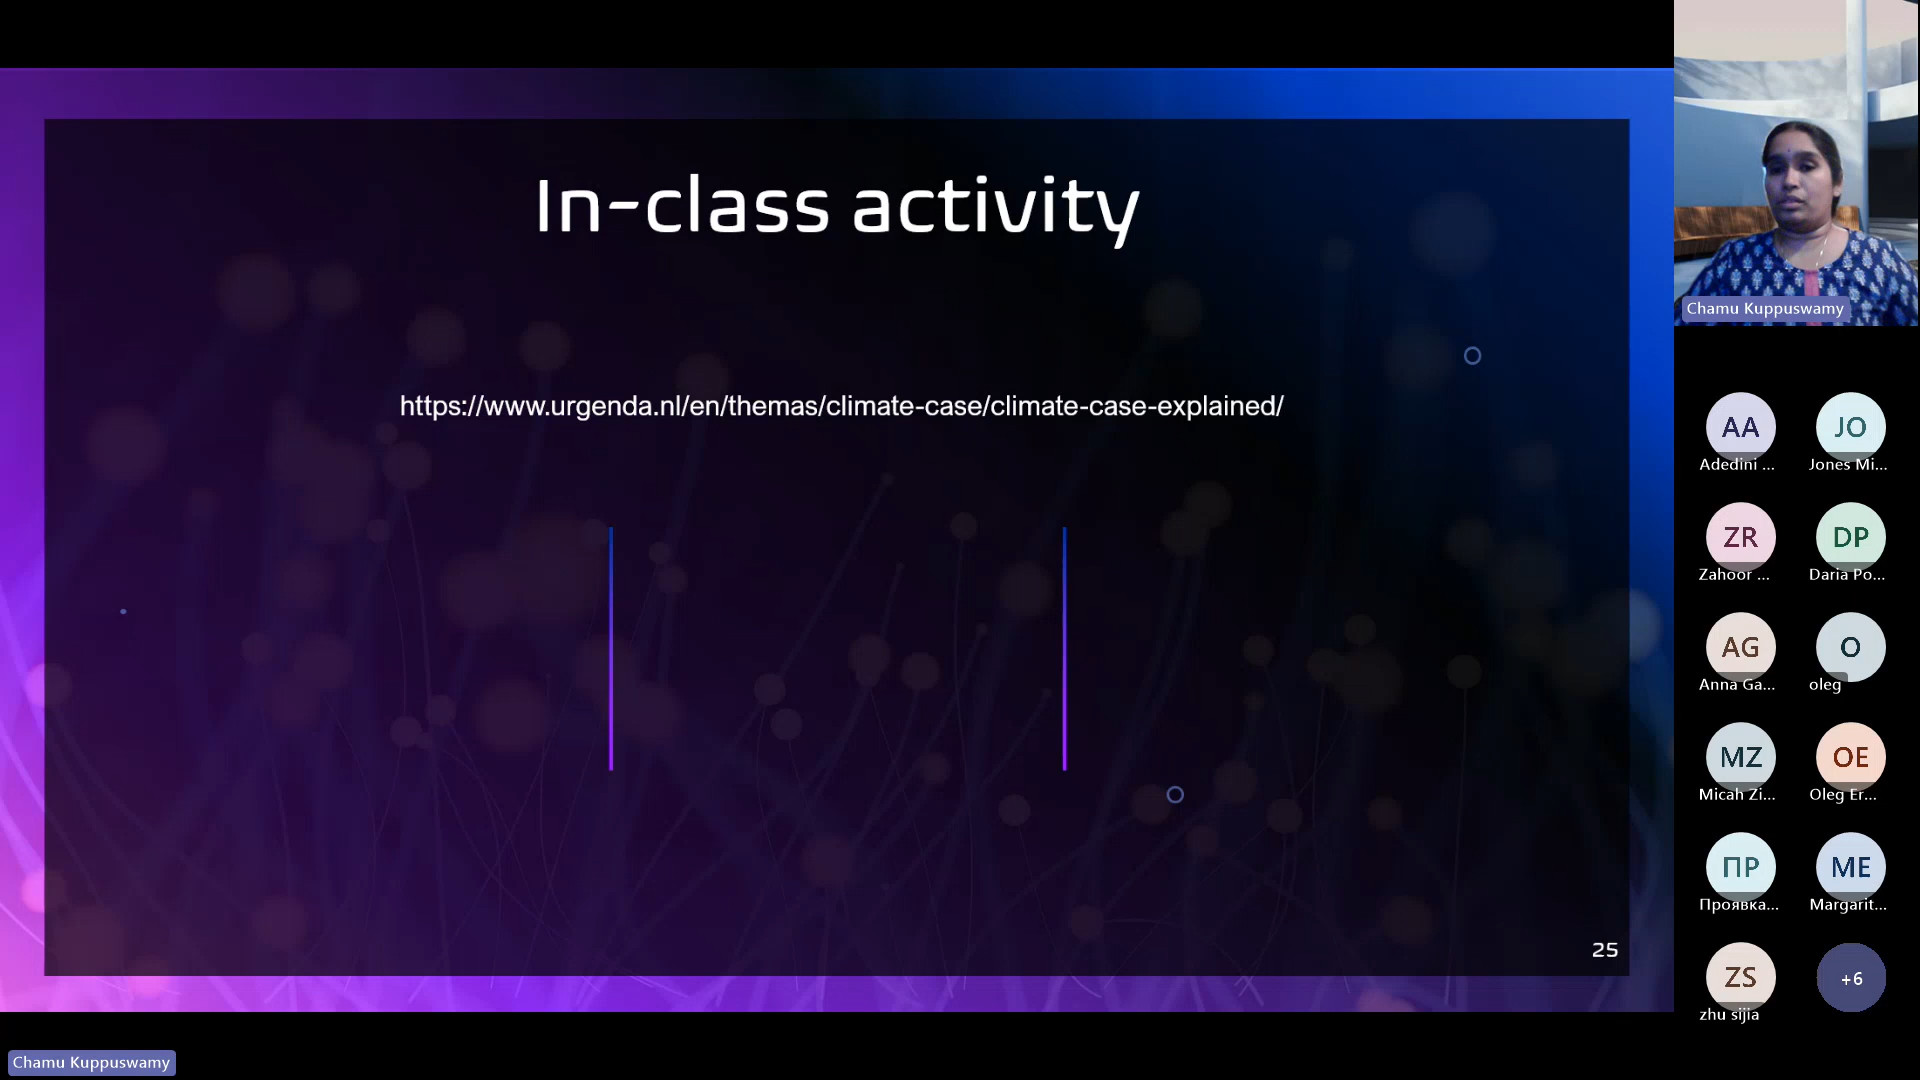 In-class activity
https://www.urgenda.nl/en/themas/climate-case/climate-case-explained/
25
Chamu Kuppuswamy
AA
Adedini ...
JO
Jones Mi...
ZR
Zahoor ...
DP
Daria Po...
AG
Anna Ga...
O
oleg
MZ
Micah Zi...
OE
Oleg Er...
ПР
Проявка...
ME
Margarit...
ZS
zhu sijia
+6
Chamu Kuppuswamy